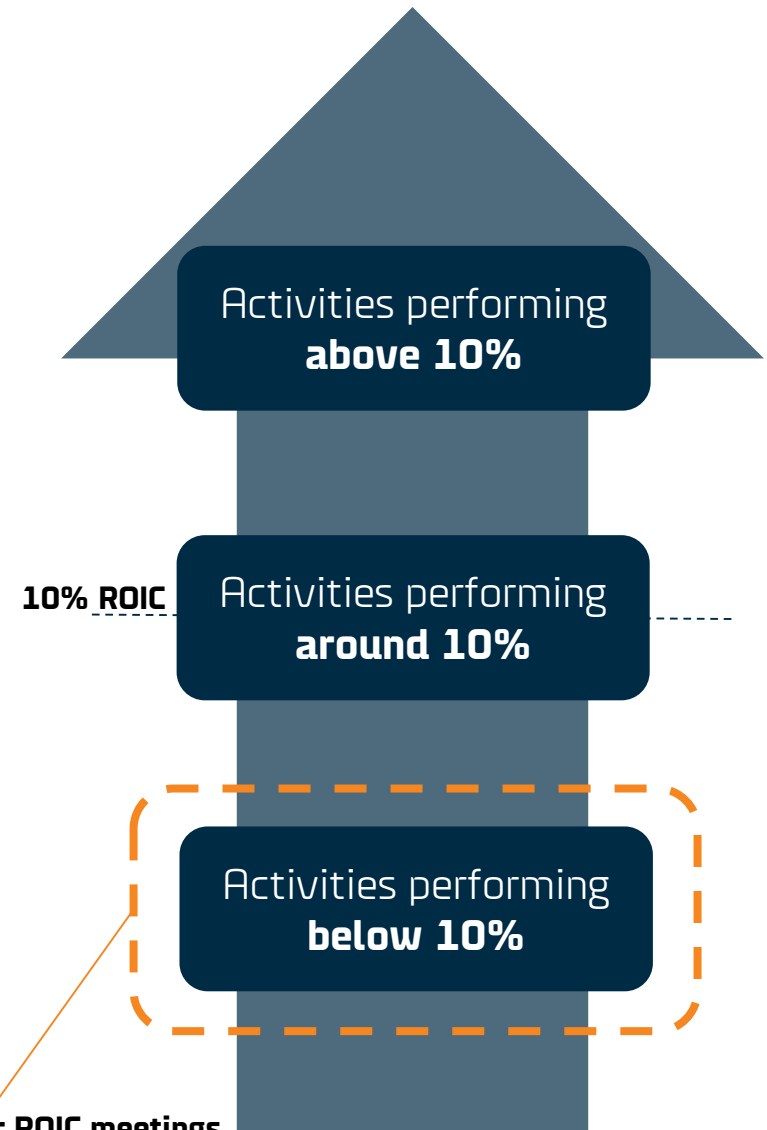 Activities performing
above 10%
10% ROIC
Activities performing
around 10%
Activities performing
below 10%
ROIC meetings